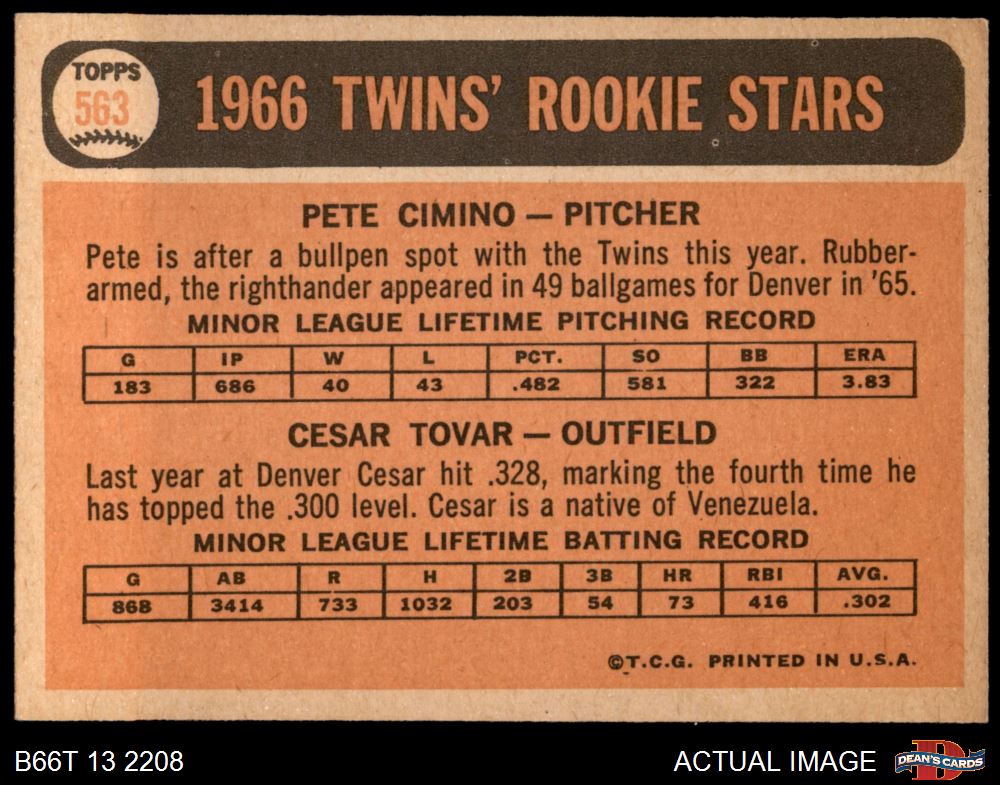 TOPPS
563
1966 TWINS' ROOKIE STARS
PETE CIMINO — PITCHER
Pete is after a bullpen spot with the Twins this year. Rubber-
armed, the righthander appeared in 49 ballgames for Denver in '65.
MINOR LEAGUE LIFETIME PITCHING RECORD
G IP W L PCT. SO BB ERA
183 686 40 43 .482 581 322 3.83
CESAR TOVAR — OUTFIELD
Last year at Denver Cesar hit .328, marking the fourth time he
has topped the .300 level. Cesar is a native of Venezuela.
MINOR LEAGUE LIFETIME BATTING RECORD
G AB R H 2B 3B HR RBI AVG.
868 3414 733 1032 203 54 73 416 .302
©T.C.G. PRINTED IN U.S.A.
B66T 13 2208
ACTUAL IMAGE
DEAN'S CARDS